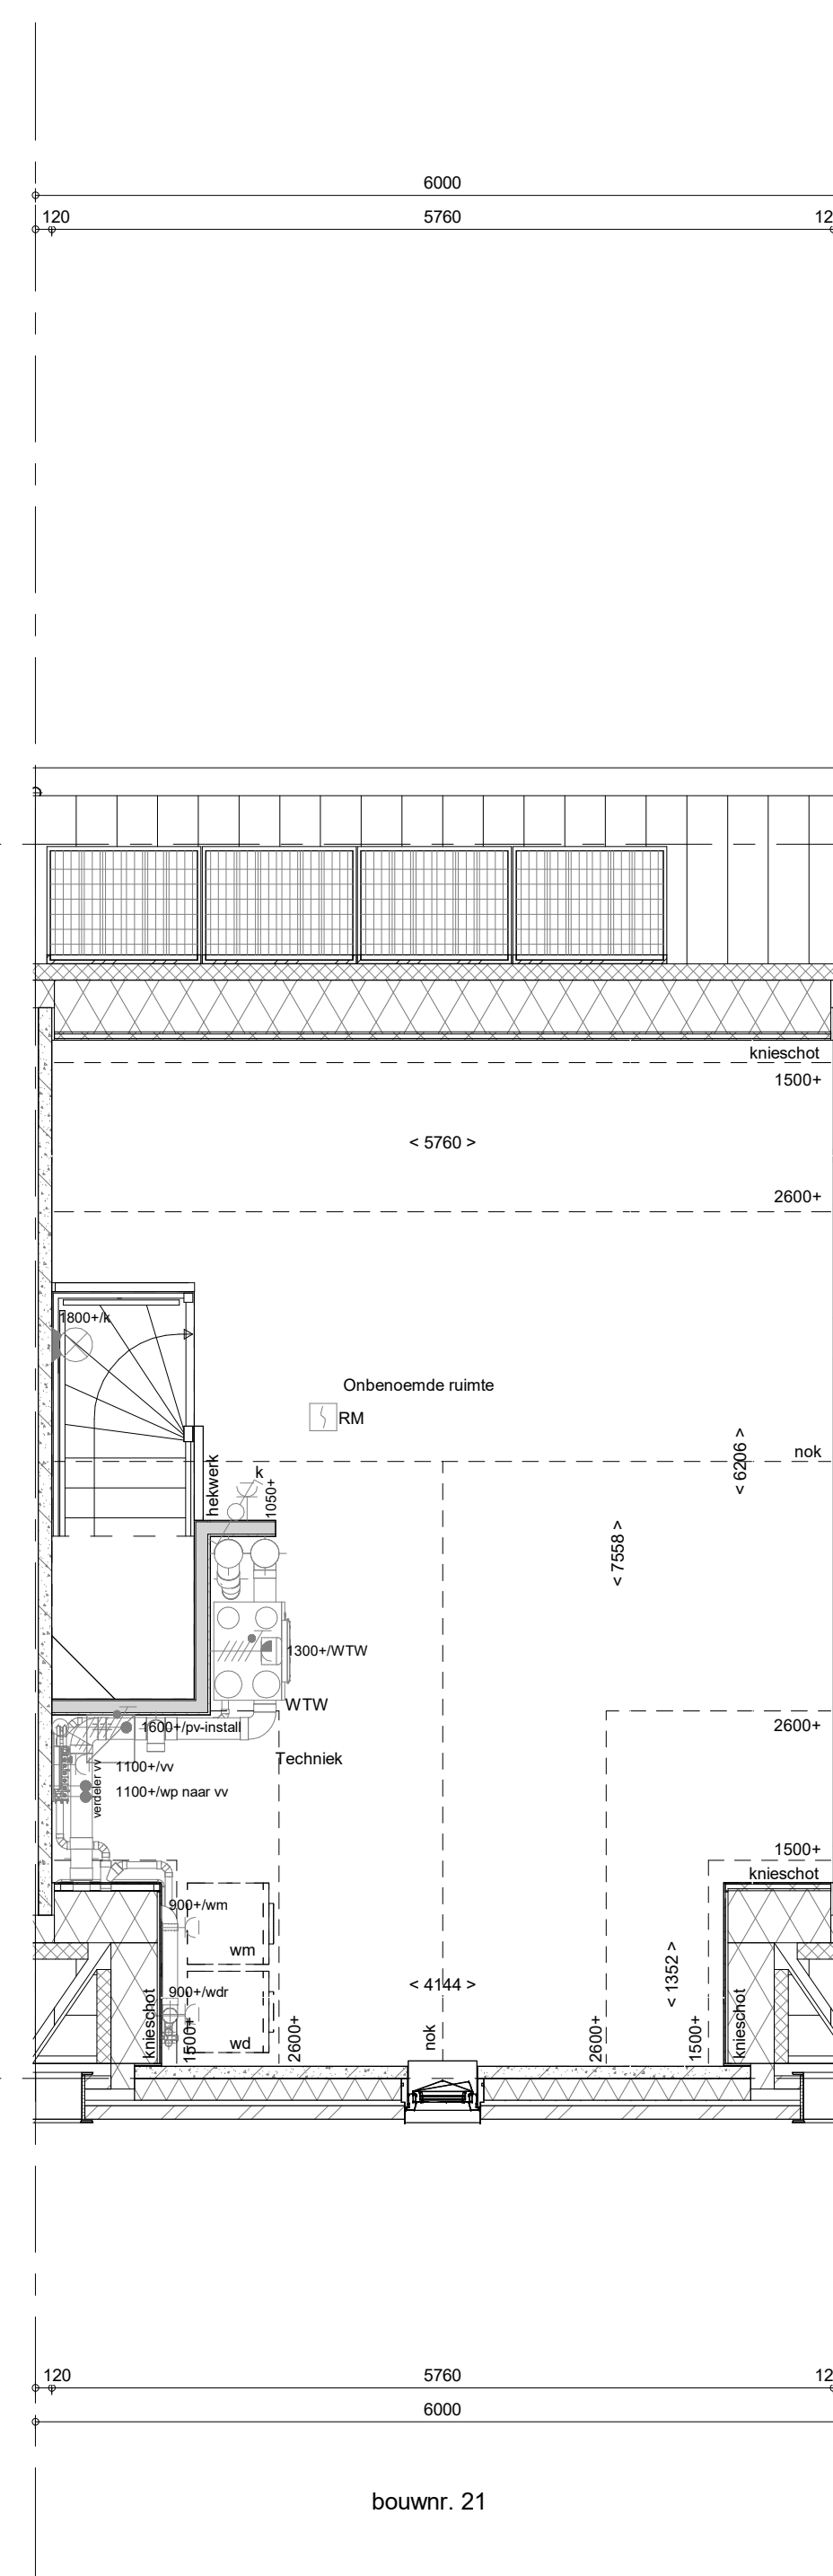 6000
120
5760
12
knieschot
1500+
< 5760 >
2600+
1800+/k
Onbenoemde ruimte
RM
nok
< 6206 >
hekwerk
k
1050+
< 7558 >
1300+/WTW
WTW
1600+/pv-install
2600+
Techniek
1100+/vv
verdeler vv
1100+/wp naar vv
1500+
knieschot
900+/wm
wm
< 1352 >
< 4144 >
900+/wdr
knieschot
1500+
wd
2600+
nok
2600+
1500+
knieschot
120
5760
12
6000
bouwnr. 21